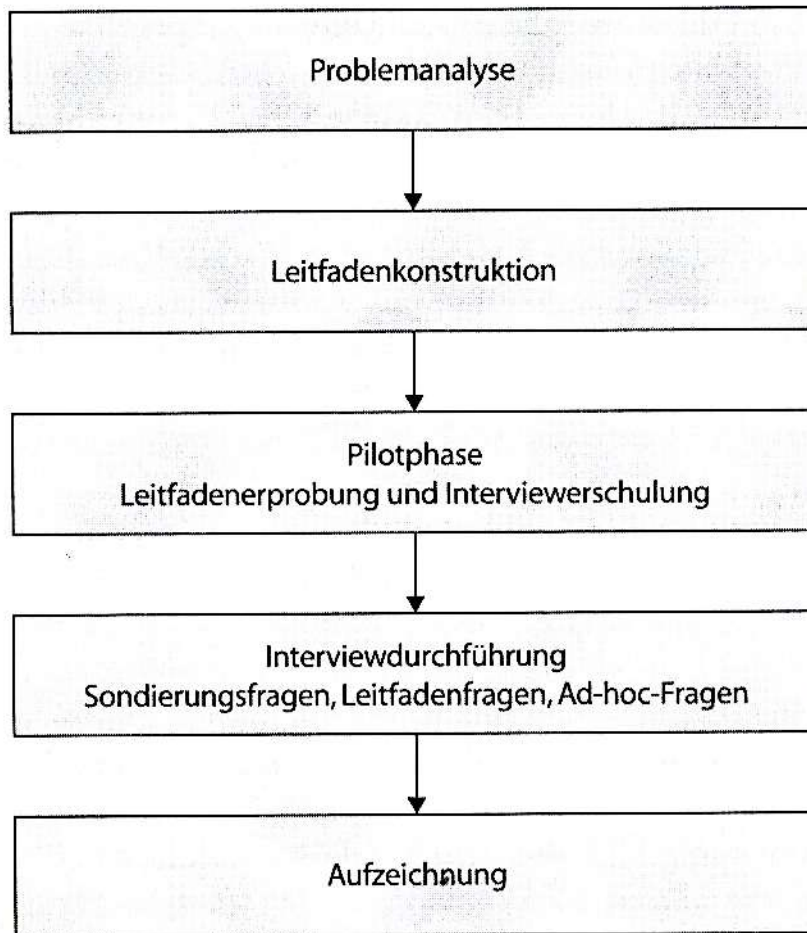 Problemanalyse
Leitfadenkonstruktion
Pilotphase
Leitfadenerprobung und Interviewerschulung
Interviewdurchführung
Sondierungsfragen, Leitfadenfragen, Ad-hoc-Fragen
Aufzeichnung